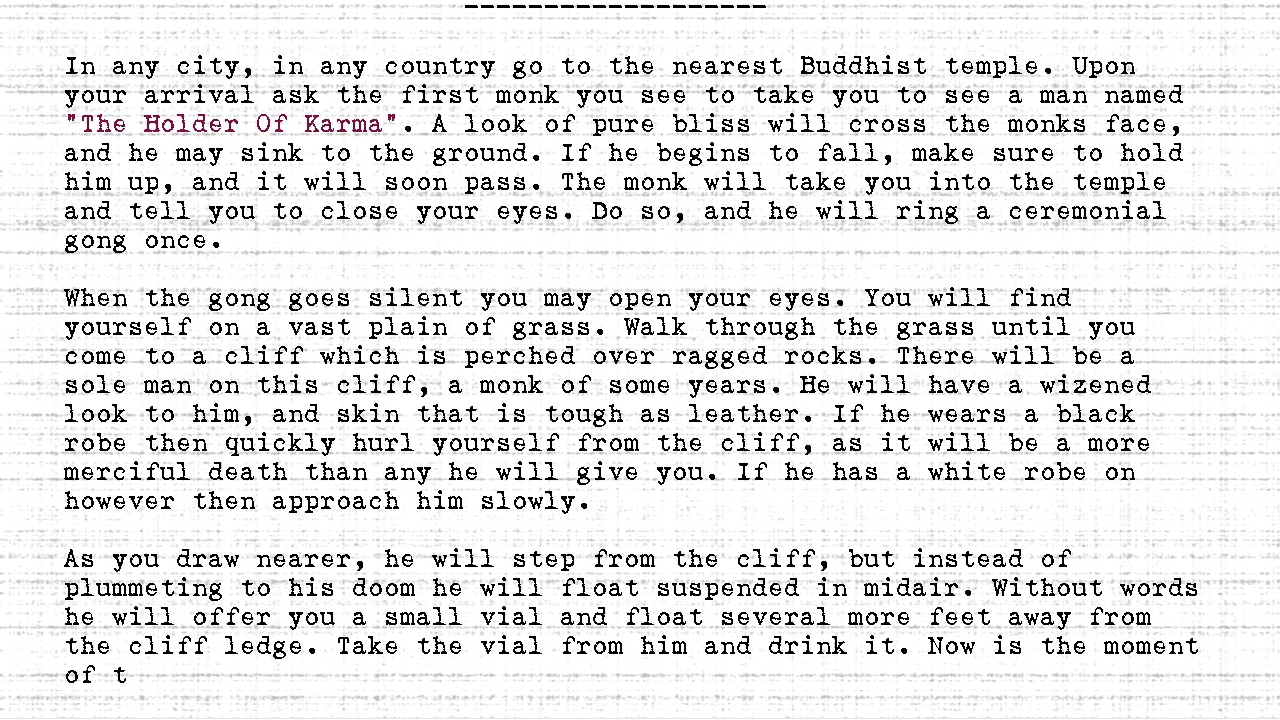 In any city, in any country go to the nearest Buddhist temple. Upon
your arrival ask the first monk you see to take you to see a man named
"The Holder Of Karma". A look of pure bliss will cross the monks face,
and he may sink to the ground. If he begins to fall, make sure to hold
him up, and it will soon pass. The monk will take you into the temple
and tell you to close your eyes. Do so, and he will ring a ceremonial
gong once.
When the gong goes silent you may open your eyes. You will find
yourself on a vast plain of grass. Walk through the grass until you
come to a cliff which is perched over ragged rocks. There will be a
sole man on this cliff, a monk of some years. He will have a wizened
look to him, and skin that is tough as leather. If he wears a black
robe then quickly hurl yourself from the cliff, as it will be a more
merciful death than any he will give you. If he has a white robe on
however then approach him slowly.
As you draw nearer, he will step from the cliff, but instead of
plummeting to his doom he will float suspended in midair. Without words
he will offer you a small vial and float several more feet away from
the cliff ledge. Take the vial from him and drink it. Now is the moment
of t